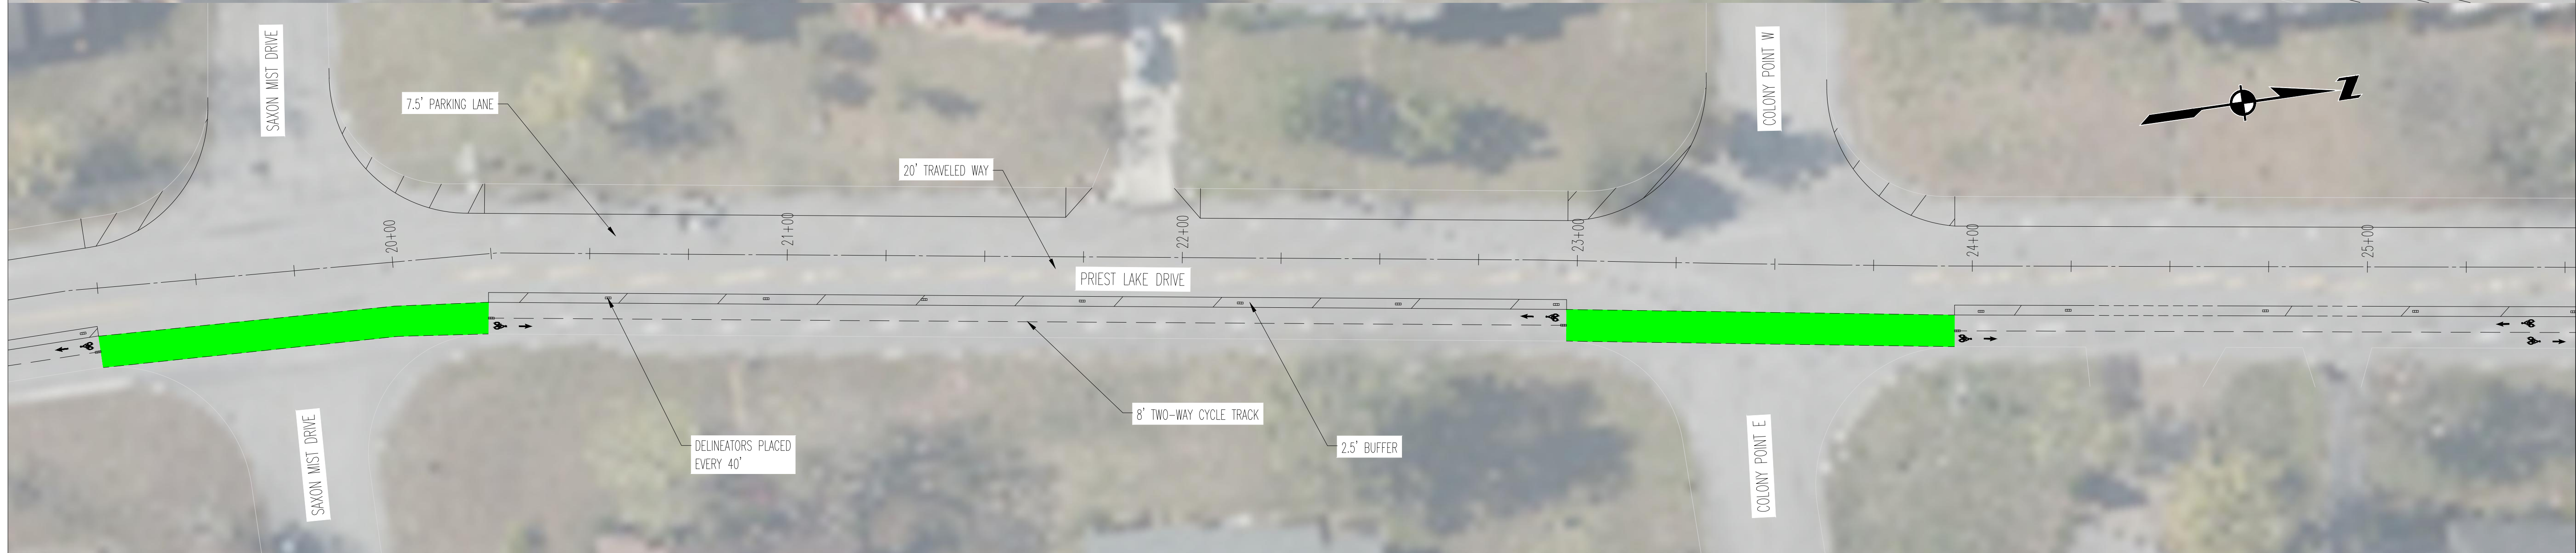 SAXON MIST DRIVE
7.5' PARKING LANE
20' TRAVELED WAY
COLONY POINT W
Z
20+00
21+00
22+00
23+00
24+00
25+00
PRIEST LAKE DRIVE
SAXON MIST DRIVE
DELINEATORS PLACED
EVERY 40'
8' TWO-WAY CYCLE TRACK
2.5' BUFFER
COLONY POINT E